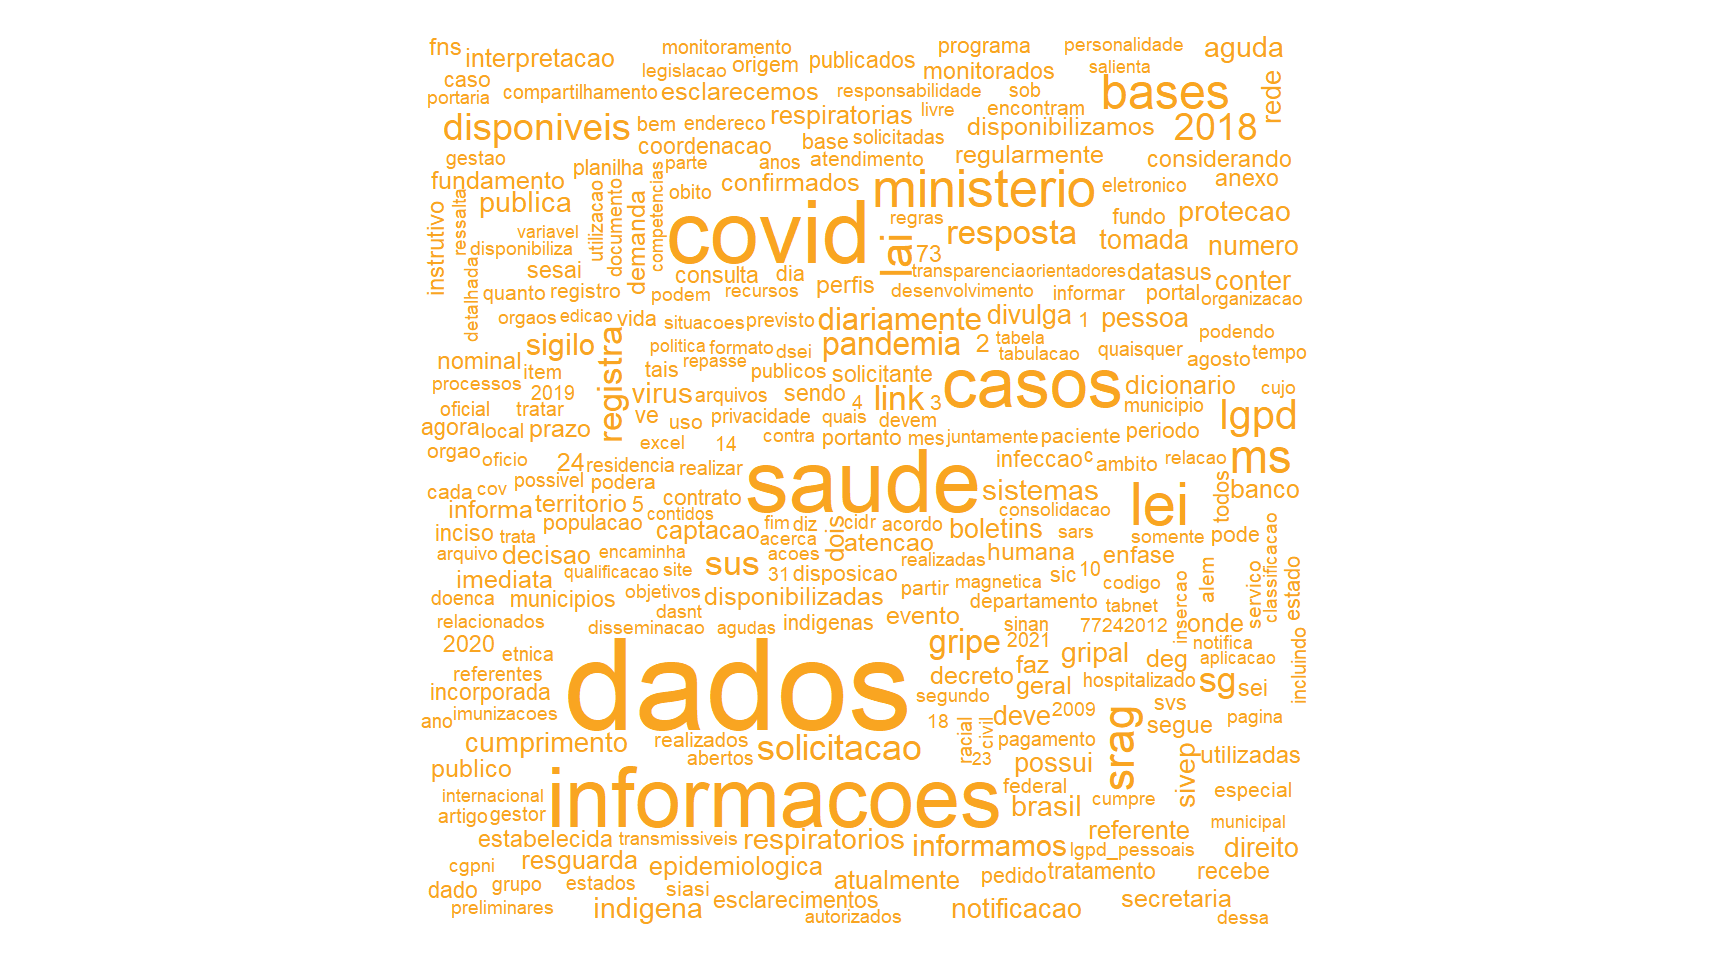 fns interpretacao monitoramento programa personalidade aguda
legislacao origem publicados monitorados salienta
caso portaria compartilhamento esclarecemos responsabilidade sob bases rede
disponiveis bem endereco respiratorias livre encontram disponibilizamos 2018
coordenacao base solicitadas
gestao planilha parte anos atendimento regularmente considerando
fundamento competencias obito confirmados ministerio eletronico anexo
instrutivo ressalta publica utilizacao documento demanda covid lai regras resposta fundo protecao
variavel disponibiliza 73 tomada numero
detalhada sesai consulta dia transparencia orientadores datasus conter
quanto registro podem recursos perfis desenvolvimento informar portal organizacao
orgaos edicao vida situacoes previsto diariamente divulga 1 pessoa podendo
sigilo registra politica formato dsei pandemia 2 tabela tabulacao quaisquer agosto tempo
nominal item tais repasse publicos solicitante casos dicionario cujo
processos 2019 virus arquivos sendo 4 link 3 municipio lgpd
oficial tratar ve uso privacidade quais devem
agora local prazo excel 14 contra portanto mes juntamente paciente periodo
orgao oficio 24 residencia realizar saude infeccao c ambito relacao ms
cada cov possivel podera contrato sistemas lei todos banco
informa territorio 5 contidos consolidacao
inciso trata populacao captacao fim diz dois cidr acordo boletins sars somente pode
arquivo decisao encaminha acerca acoes atencao realizadas humana enfase
imediata qualificacao site sus 31 disposicao partir magnetica sic 10 codigo insercao alem servico classificacao estado
doenca municipios objetivos disponibilizadas departamento tabnet
relacionados dasnt disseminacao agudas indigenas evento sinan 77242012 onde
2020 etnica gripe 2021 gripal deg notifica aplicacao incluindo
referentes dados decreto faz hospitalizado sg sei
incorporada segundo geral
ano imunizacoes 18 racial civil deve 2009 srag svs segue pagina
cumprimento realizados abertos solicitacao 23 pagamento sivep utilizadas
publico possui
internacional informacoes federal brasil cumpre especial
artigo gestor municipal
estabelecida transmissiveis respiratorios informamos referente direito
cgpni resguarda epidemiologica lgpd_pessoais
dado grupo estados siasi atualmente pedido tratamento recebe
preliminares indigena esclarecimentos autorizados notificacao secretaria dessa